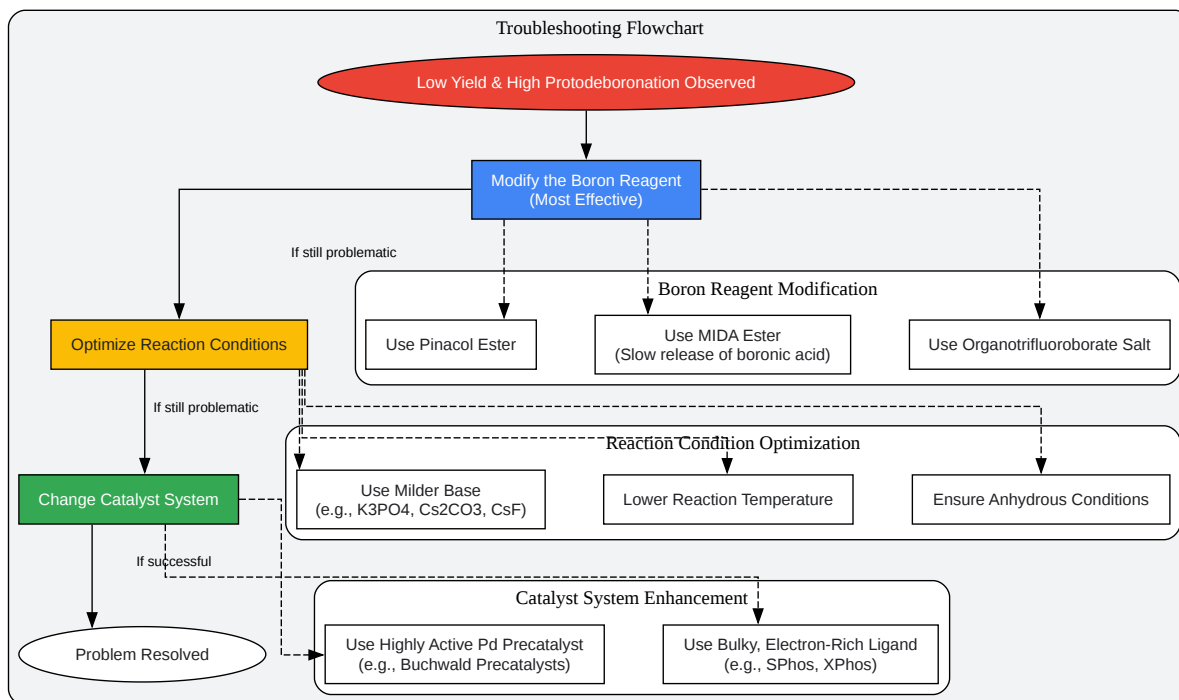 Troubleshooting Flowchart
Low Yield & High Protodeboronation Observed
Modify the Boron Reagent
(Most Effective)
If still problematic
Boron Reagent Modification
Use Pinacol Ester
Use MIDA Ester
(Slow release of boronic acid)
Use Organotrifluoroborate Salt
Optimize Reaction Conditions
If still problematic
Reaction Condition Optimization
Use Milder Base
(e.g., K3PO4, Cs2CO3, CsF)
Lower Reaction Temperature
Ensure Anhydrous Conditions
Change Catalyst System
If successful
Catalyst System Enhancement
Use Highly Active Pd Precatalyst
(e.g., Buchwald Precatalysts)
Use Bulky, Electron-Rich Ligand
(e.g., SPhos, XPhos)
Problem Resolved